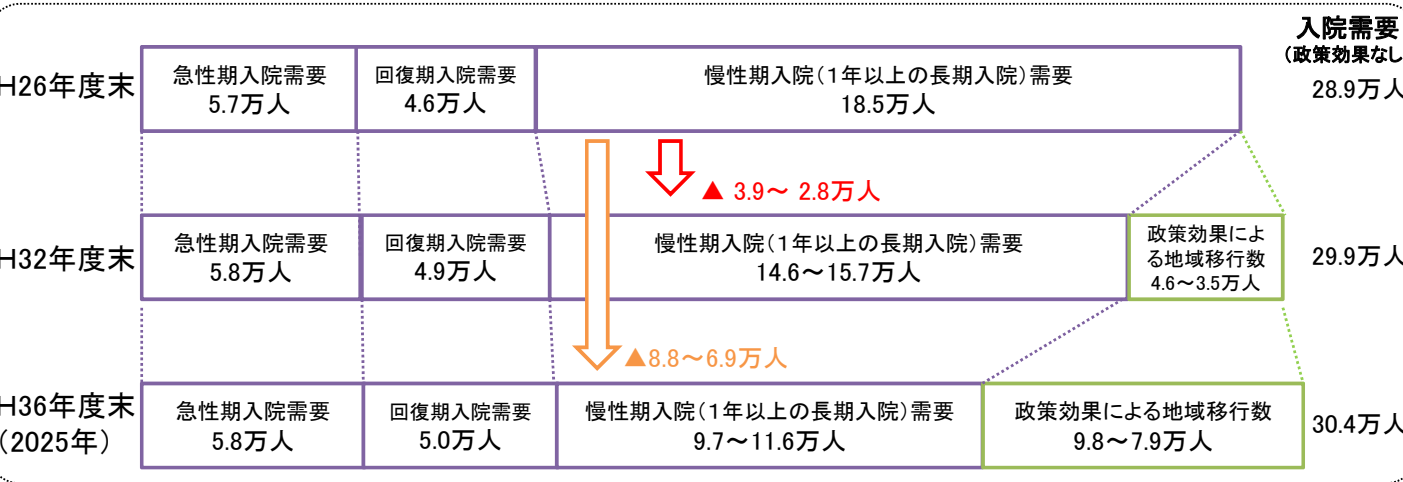 入院需要
(政策効果なし
H26年度末
急性期入院需要
5.7万人
回復期入院需要
4.6万人
慢性期入院(1年以上の長期入院)需要
18.5万人
28.9万人
▲ 3.9～ 2.8万人
H32年度末
急性期入院需要
5.8万人
回復期入院需要
4.9万人
慢性期入院(1年以上の長期入院)需要
14.6～15.7万人
政策効果によ
る地域移行数
4.6～3.5万人
29.9万人
▲8.8～6.9万人
H36年度末
(2025年)
急性期入院需要
5.8万人
回復期入院需要
5.0万人
慢性期入院(1年以上の長期入院)需要
9.7～11.6万人
政策効果による地域移行数
9.8～7.9万人
30.4万人